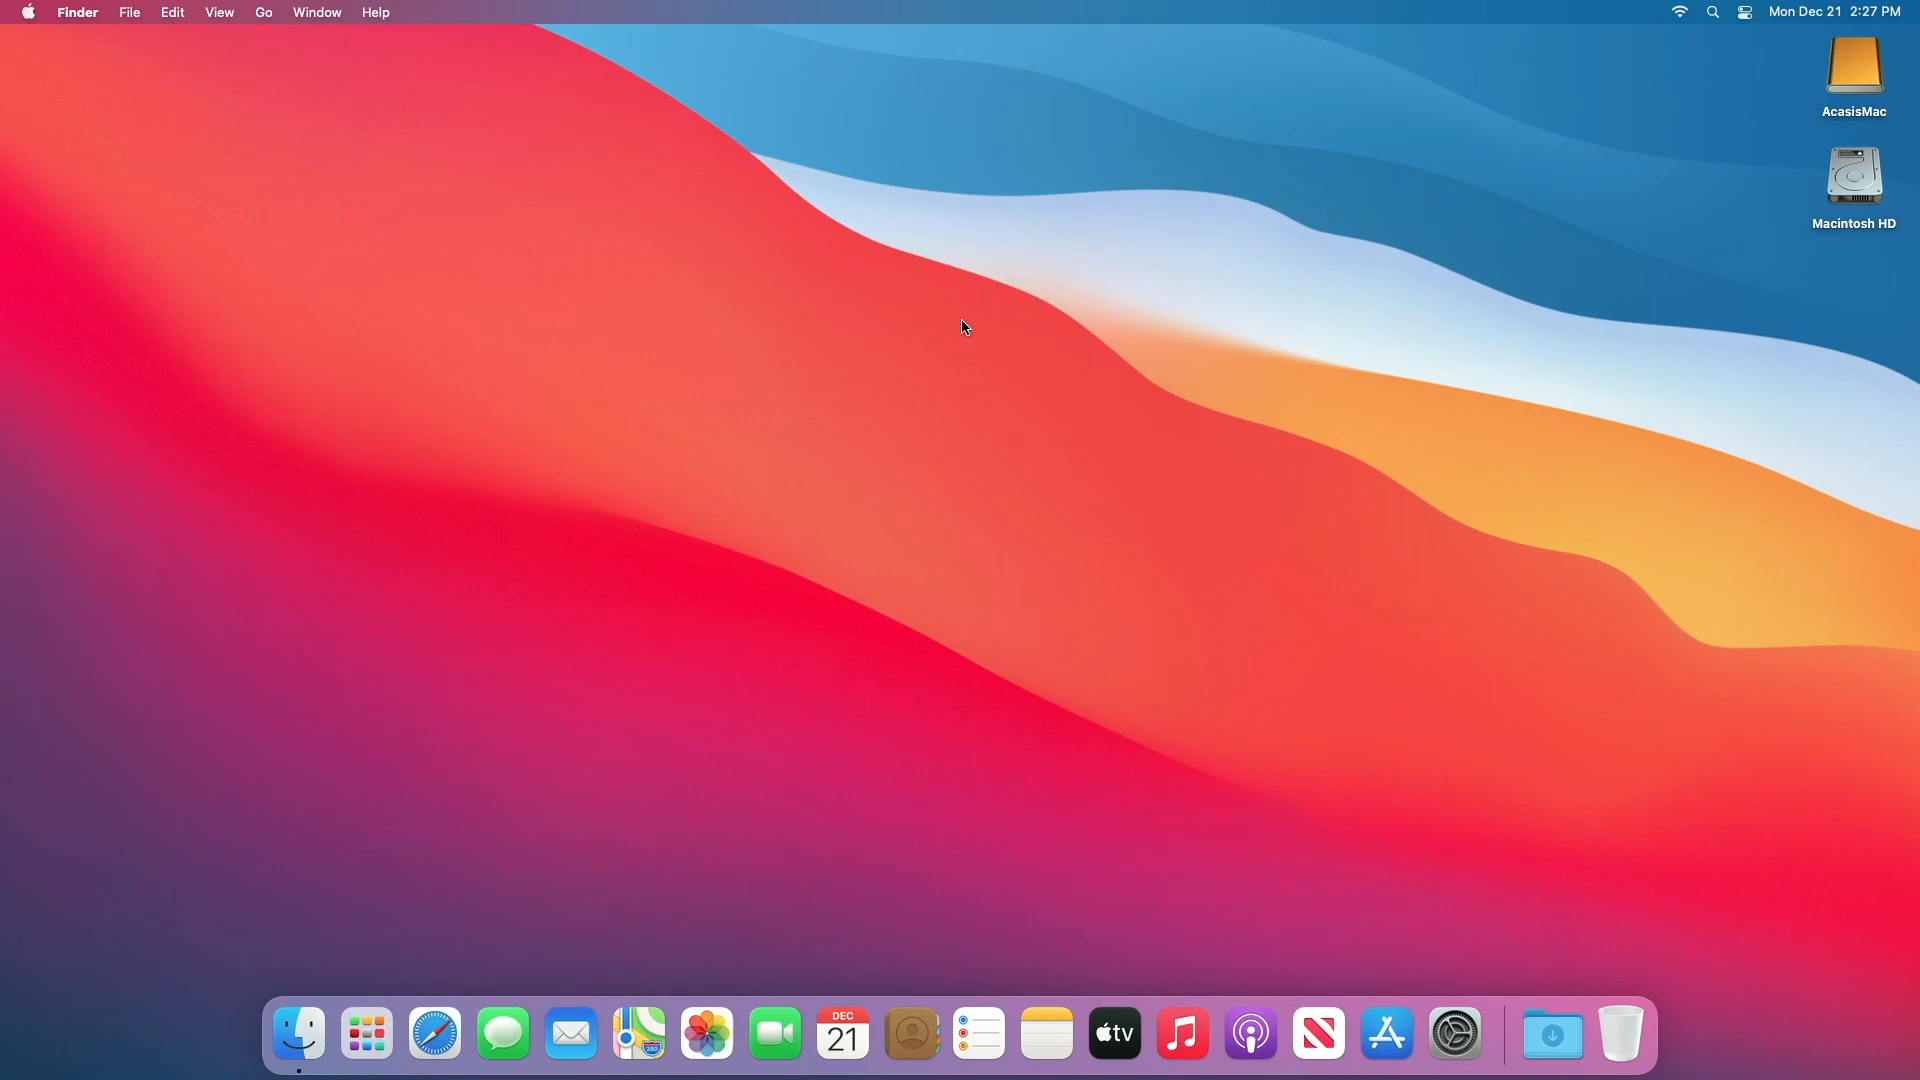 Finder File Edit View Go Window Help
Mon Dec 21 2:27 PM
AcasisMac
Macintosh HD
280
DEC
21
tv